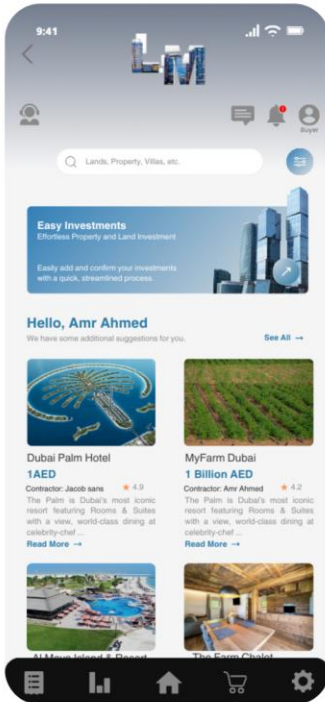 9:41
LM
Buyer
Lands, Property, Villas, etc.
Easy Investments
Effortless Property and Land Investment
Easily add and confirm your investments
with a quick, streamlined process.
Hello, Amr Ahmed
We have some additional suggestions for you.
See All →
Dubai Palm Hotel
1AED
Contractor: Jacob sans
4.9
The Palm is Dubai's most iconic
resort featuring Rooms & Suites
with a view, world-class dining at
celebrity-chef ...
Read More →
MyFarm Dubai
1 Billion AED
Contractor: Amr Ahmed
4.2
The Palm is Dubai's most iconic
resort featuring Rooms & Suites
with a view, world-class dining at
celebrity-chef ...
Read More →
Al Maya Island & Resort
The Farm Chalet